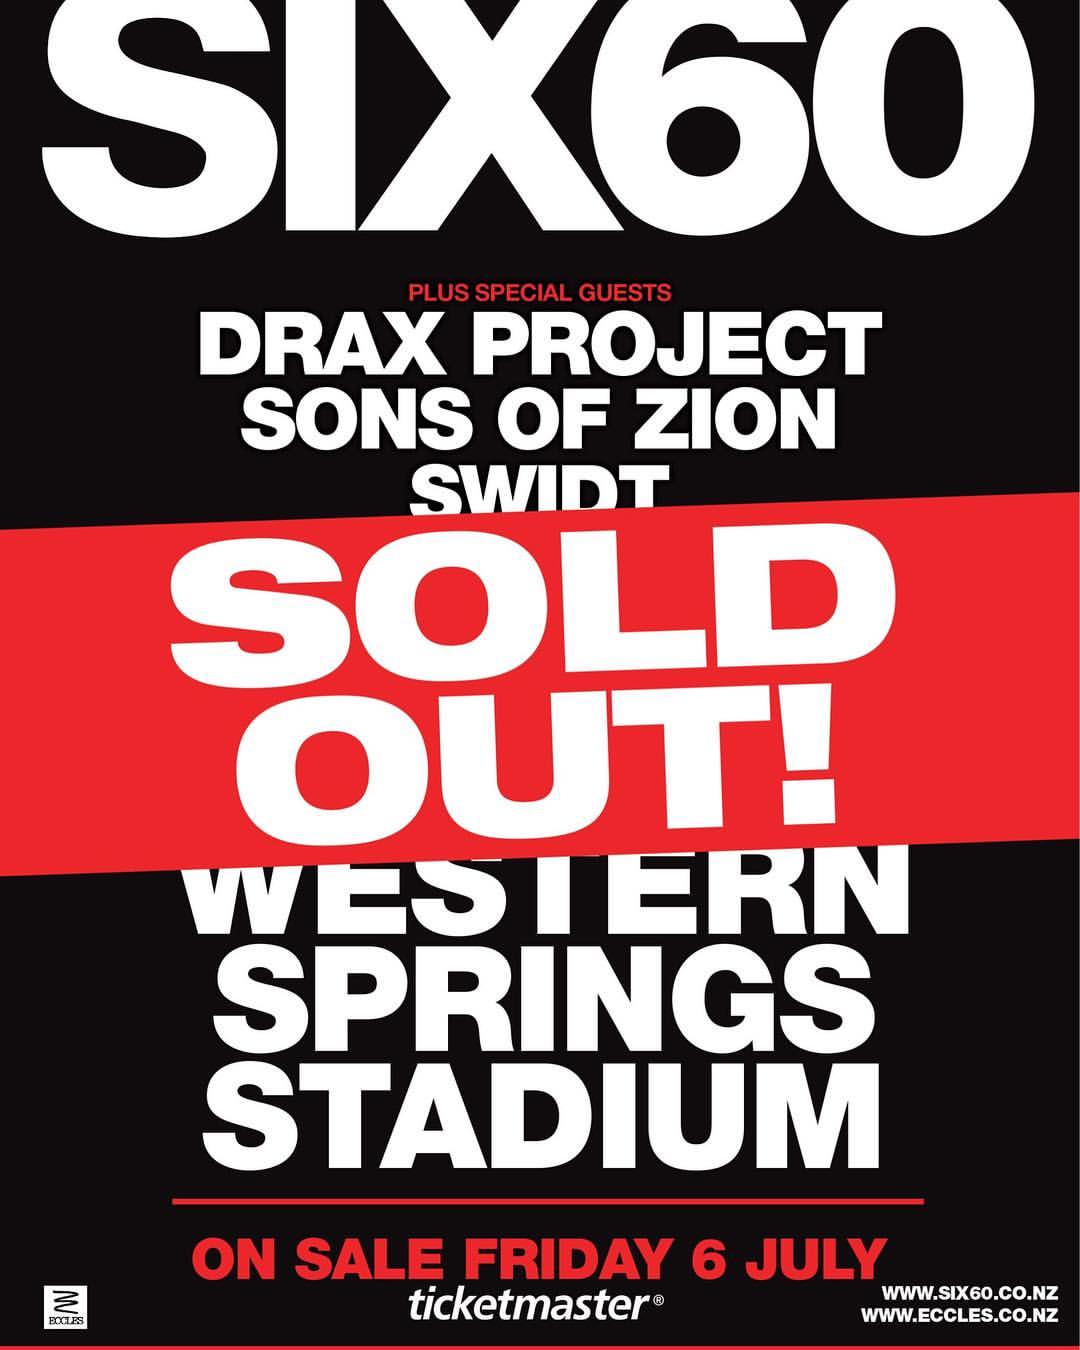 SIX60
PLUS SPECIAL GUESTS
DRAX PROJECT
SONS OF ZION
SWIDT
SOLD
OUT!
WESTERN
SPRINGS
STADIUM
ON SALE FRIDAY 6 JULY
ticketmaster®
ECCLES
WWW.SIX60.CO.NZ
WWW.ECCLES.CO.NZ